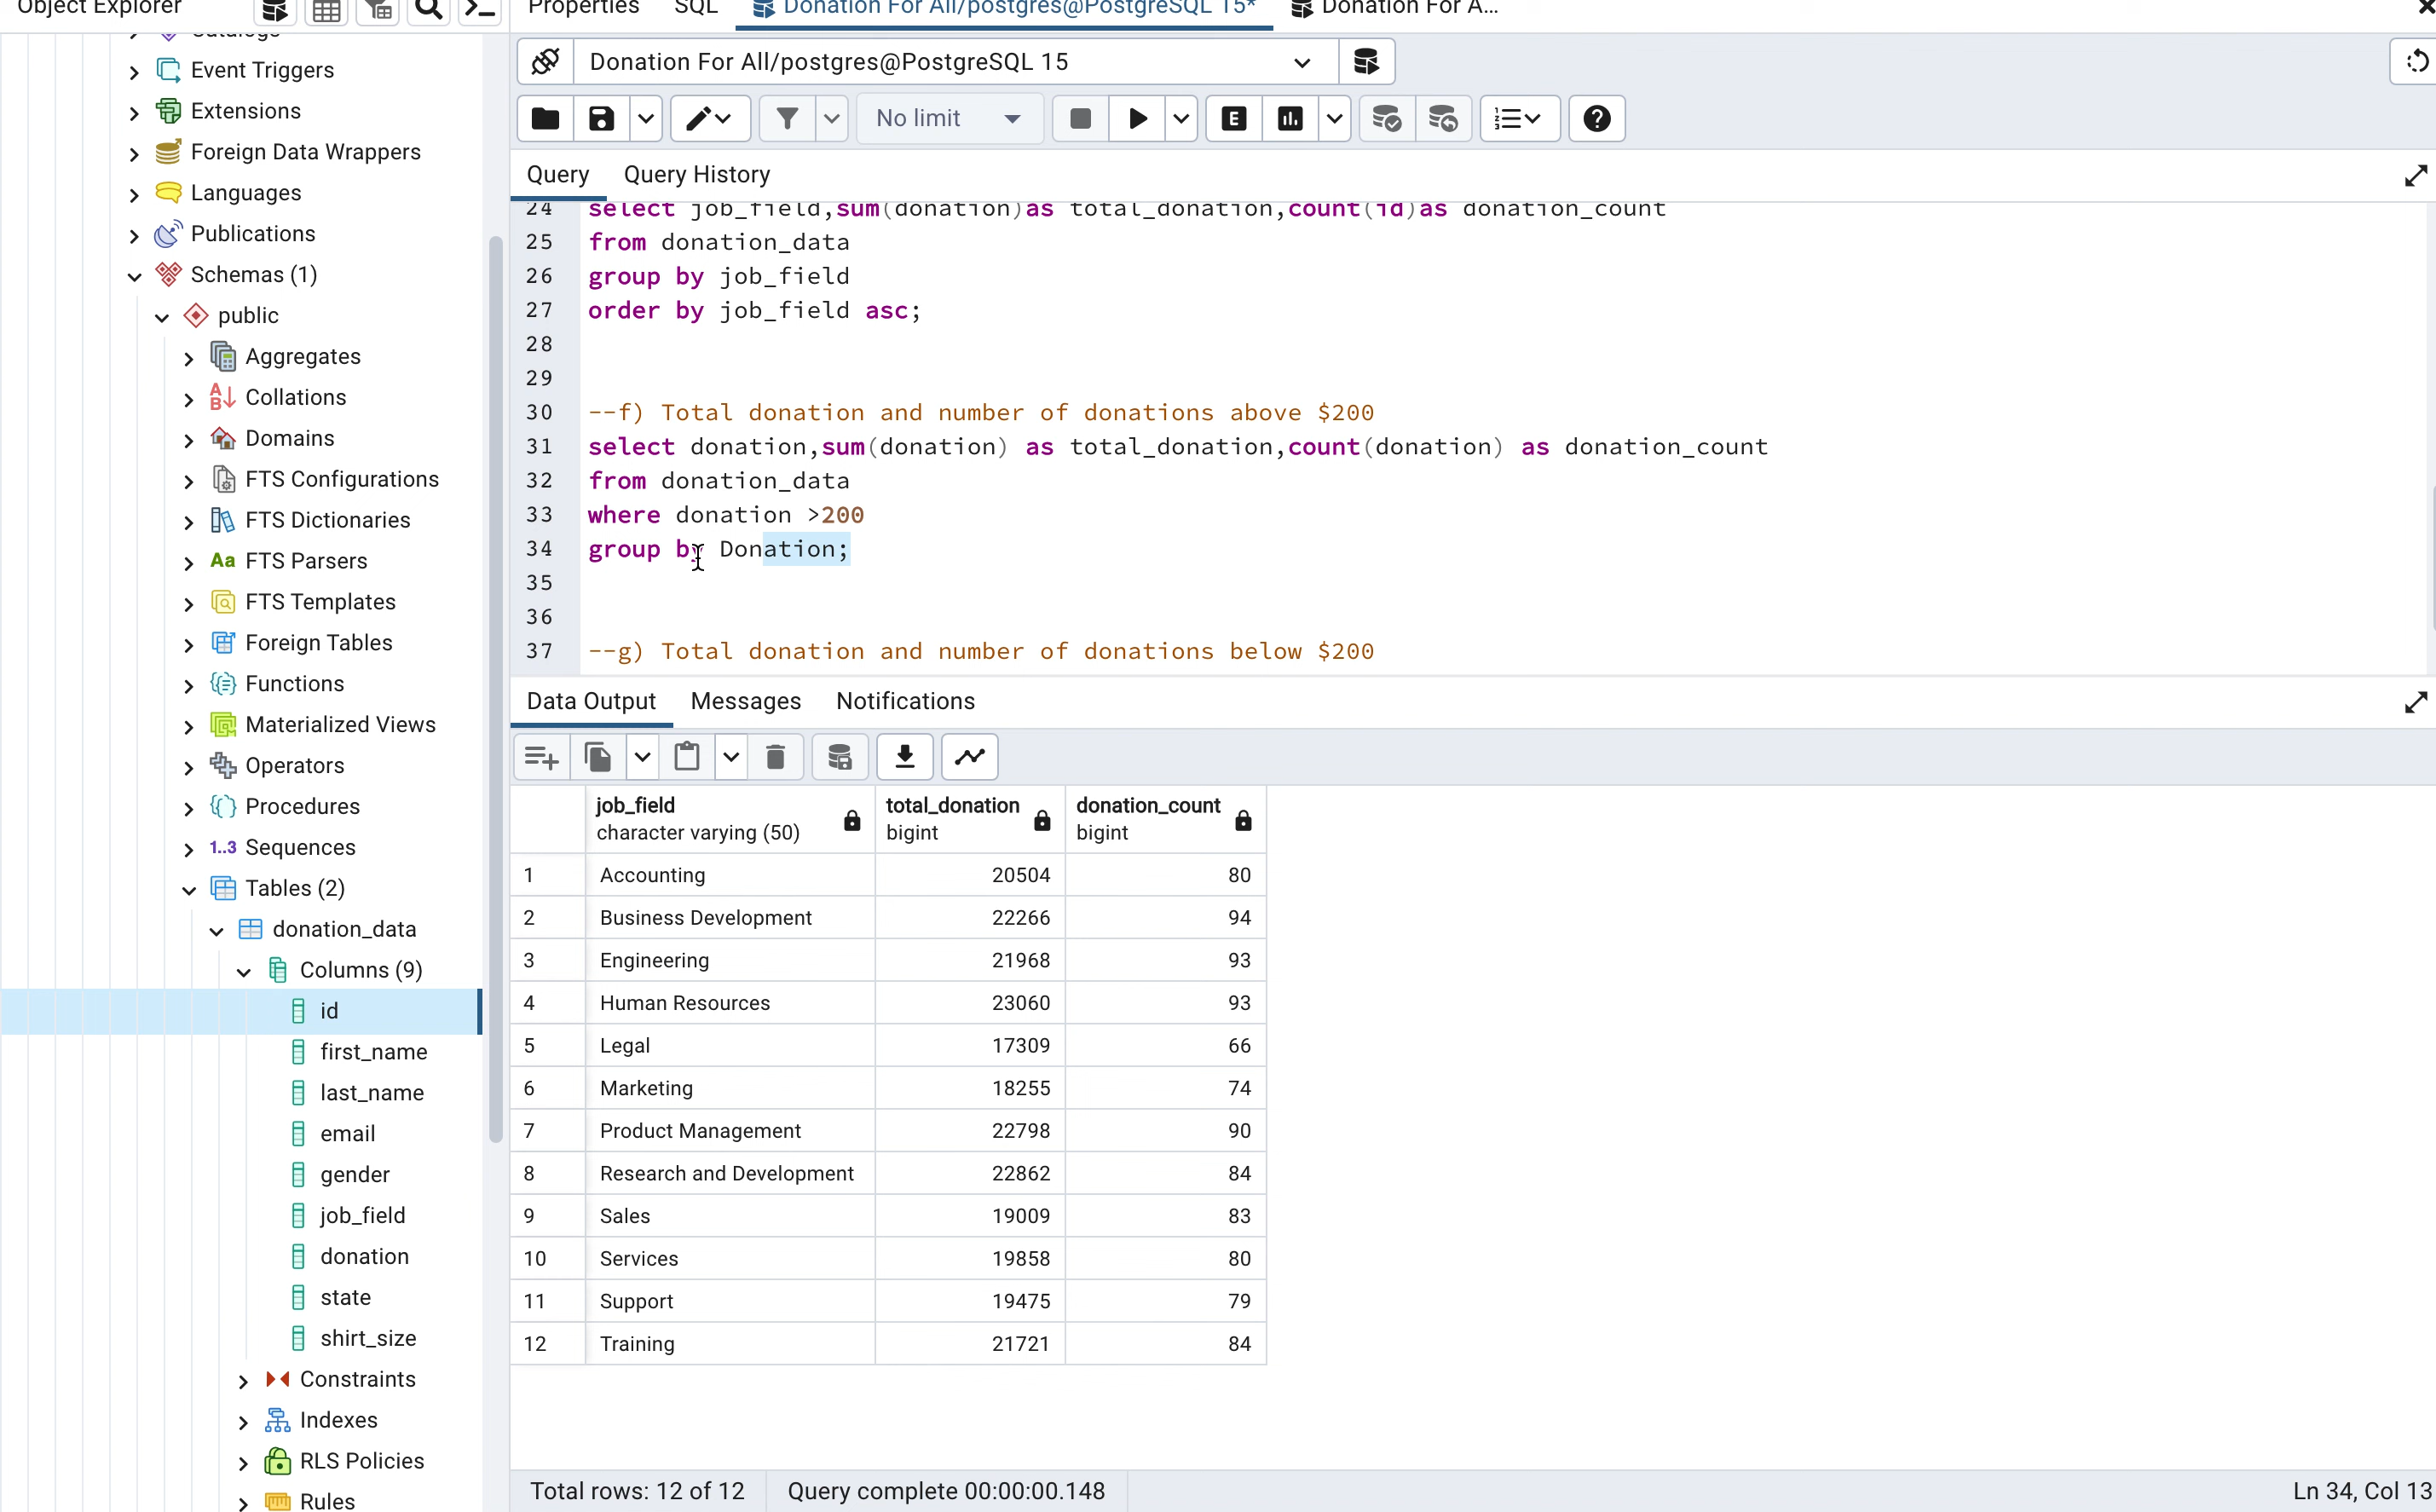 Object Explorer
Properties
SQL
Donation For All/postgres@PostgreSQL 15*
Donation For A...
Catalogs
Event Triggers
Extensions
Foreign Data Wrappers
Languages
Publications
Schemas (1)
public
Aggregates
Collations
Domains
FTS Configurations
FTS Dictionaries
Aa FTS Parsers
FTS Templates
Foreign Tables
Functions
Materialized Views
Operators
Procedures
1..3 Sequences
Tables (2)
donation_data
Columns (9)
id
first_name
last_name
email
gender
job_field
donation
state
shirt_size
Constraints
Indexes
RLS Policies
Rules
Donation For All/postgres@PostgreSQL 15
No limit
E
Query
Query History
24 select job_field,sum(donation)as total_donation,count(id)as donation_count
25 from donation_data
26 group by job_field
27 order by job_field asc;
28
29
30 --f) Total donation and number of donations above $200
31 select donation,sum(donation) as total_donation,count(donation) as donation_count
32 from donation_data
33 where donation >200
34 group by Donation;
35
36
37 --g) Total donation and number of donations below $200
Data Output
Messages
Notifications
job_field total_donation donation_count
character varying (50) bigint bigint
1 Accounting 20504 80
2 Business Development 22266 94
3 Engineering 21968 93
4 Human Resources 23060 93
5 Legal 17309 66
6 Marketing 18255 74
7 Product Management 22798 90
8 Research and Development 22862 84
9 Sales 19009 83
10 Services 19858 80
11 Support 19475 79
12 Training 21721 84
Total rows: 12 of 12
Query complete 00:00:00.148
Ln 34, Col 13